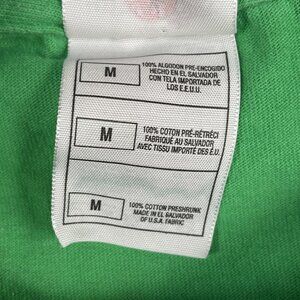 M
100% ALGODON PRE-ENCOGIDO
HECHO EN EL SALVADOR
CON TELA IMPORTADA DE
LOS EE.U.U.
M
100% COTON PRÉ-RÉTRÉCI
FABRIQUÉ AU SALVADOR
AVEC TISSU IMPORTÉ DES É.U.
M
100% COTTON PRESHRUNK
MADE IN EL SALVADOR
OF U.S.A. FABRIC